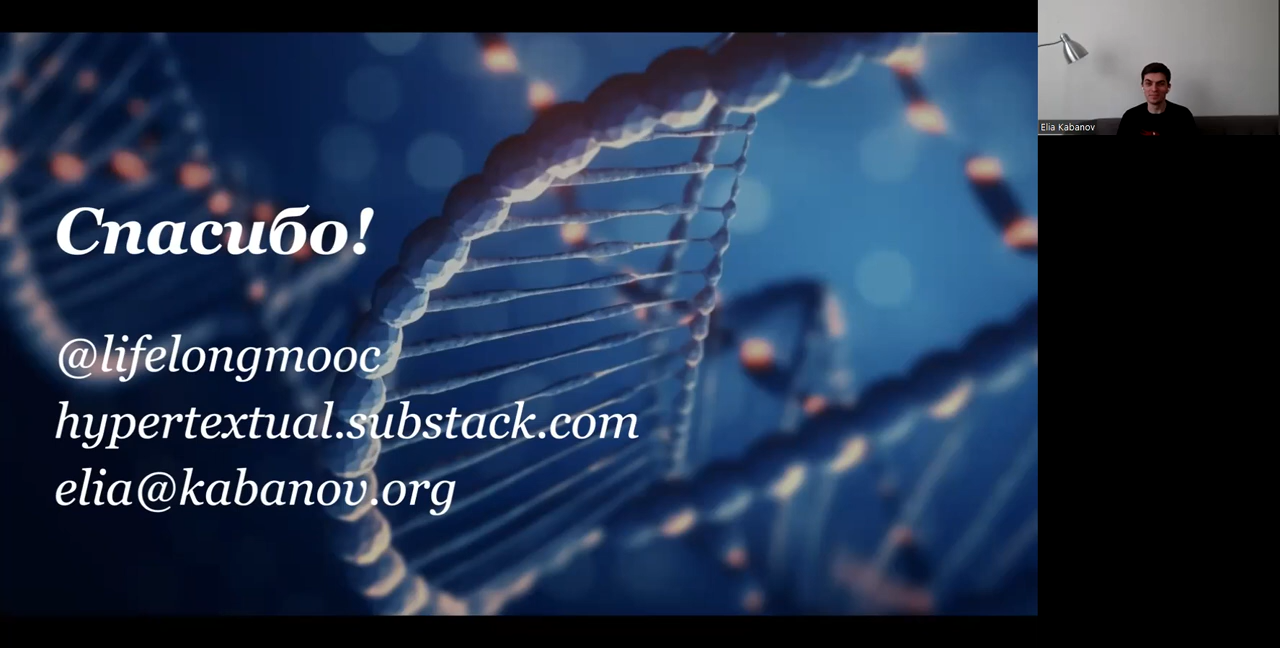 Спасибо!
@lifelongmooc
hypertextual.substack.com
elia@kabanov.org
Elia Kabanov